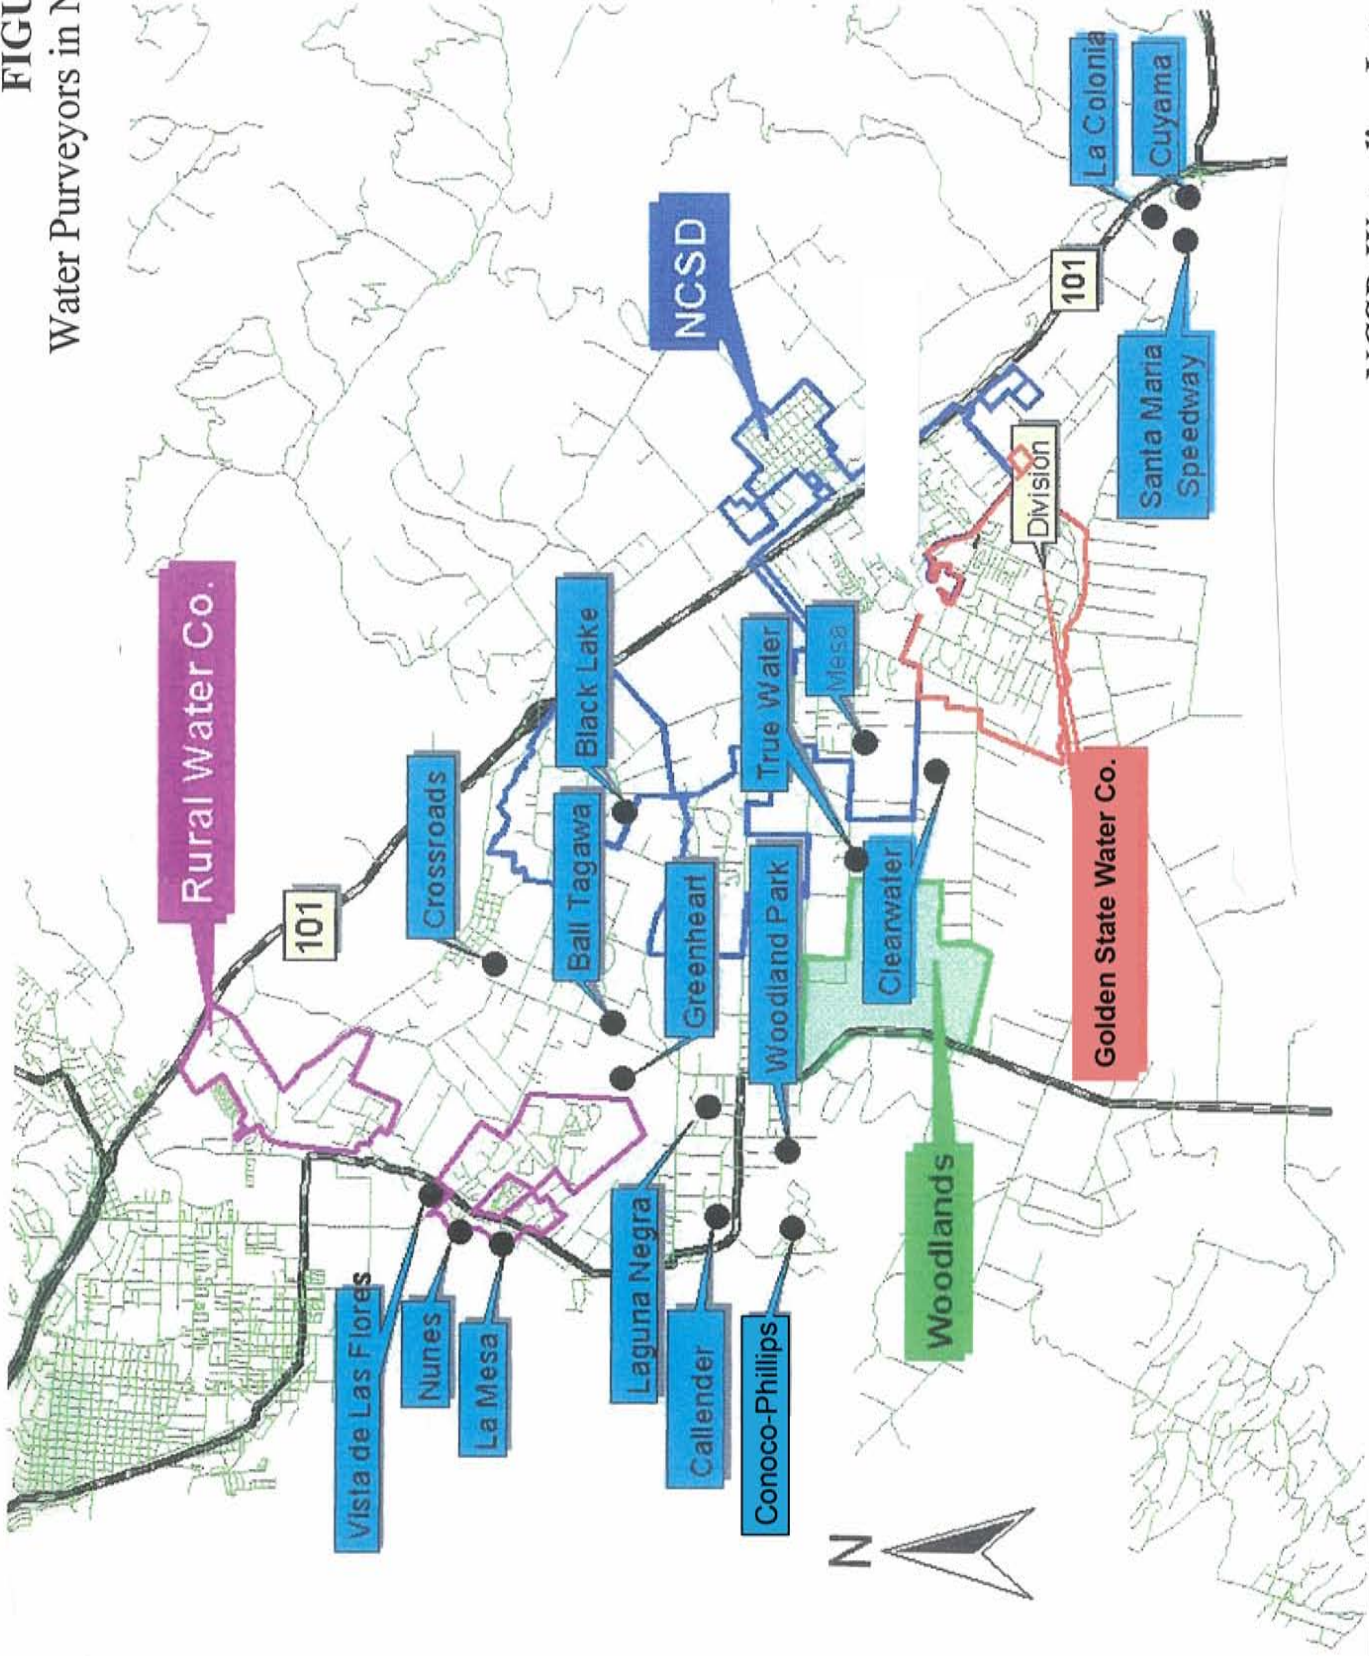 FIGU
Water Purveyors in N
La Colonia
Cuyama
NCSD
101
Santa Maria
Speedway
Division
Rural Water Co.
Black Lake
True Water
Mesa
Crossroads
Ball Tagawa
Greenheart
Woodland Park
Clearwater
Golden State Water Co.
101
Vista de Las Flores
Nunes
La Mesa
Laguna Negra
Callender
Conoco-Phillips
Woodlands
N